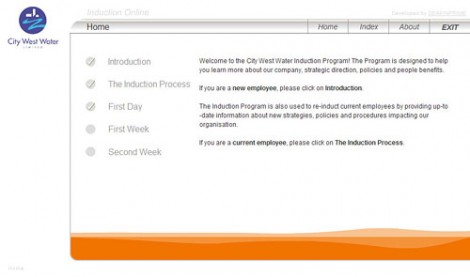 Induction Online
Developed by
Home
Home Index About EXIT
City West Water
LIMITED
Introduction
The Induction Process
First Day
First Week
Second Week
Welcome to the City West Water Induction Program! The Program is designed to
help you learn more about our company, strategic direction, policies and people benefits.
If you are a new employee, please click on Introduction.
The Induction Program is also used to re-induct current employees by providing up-to
-date information about new strategies, policies and procedures impacting our
organisation.
If you are a current employee, please click on The Induction Process.